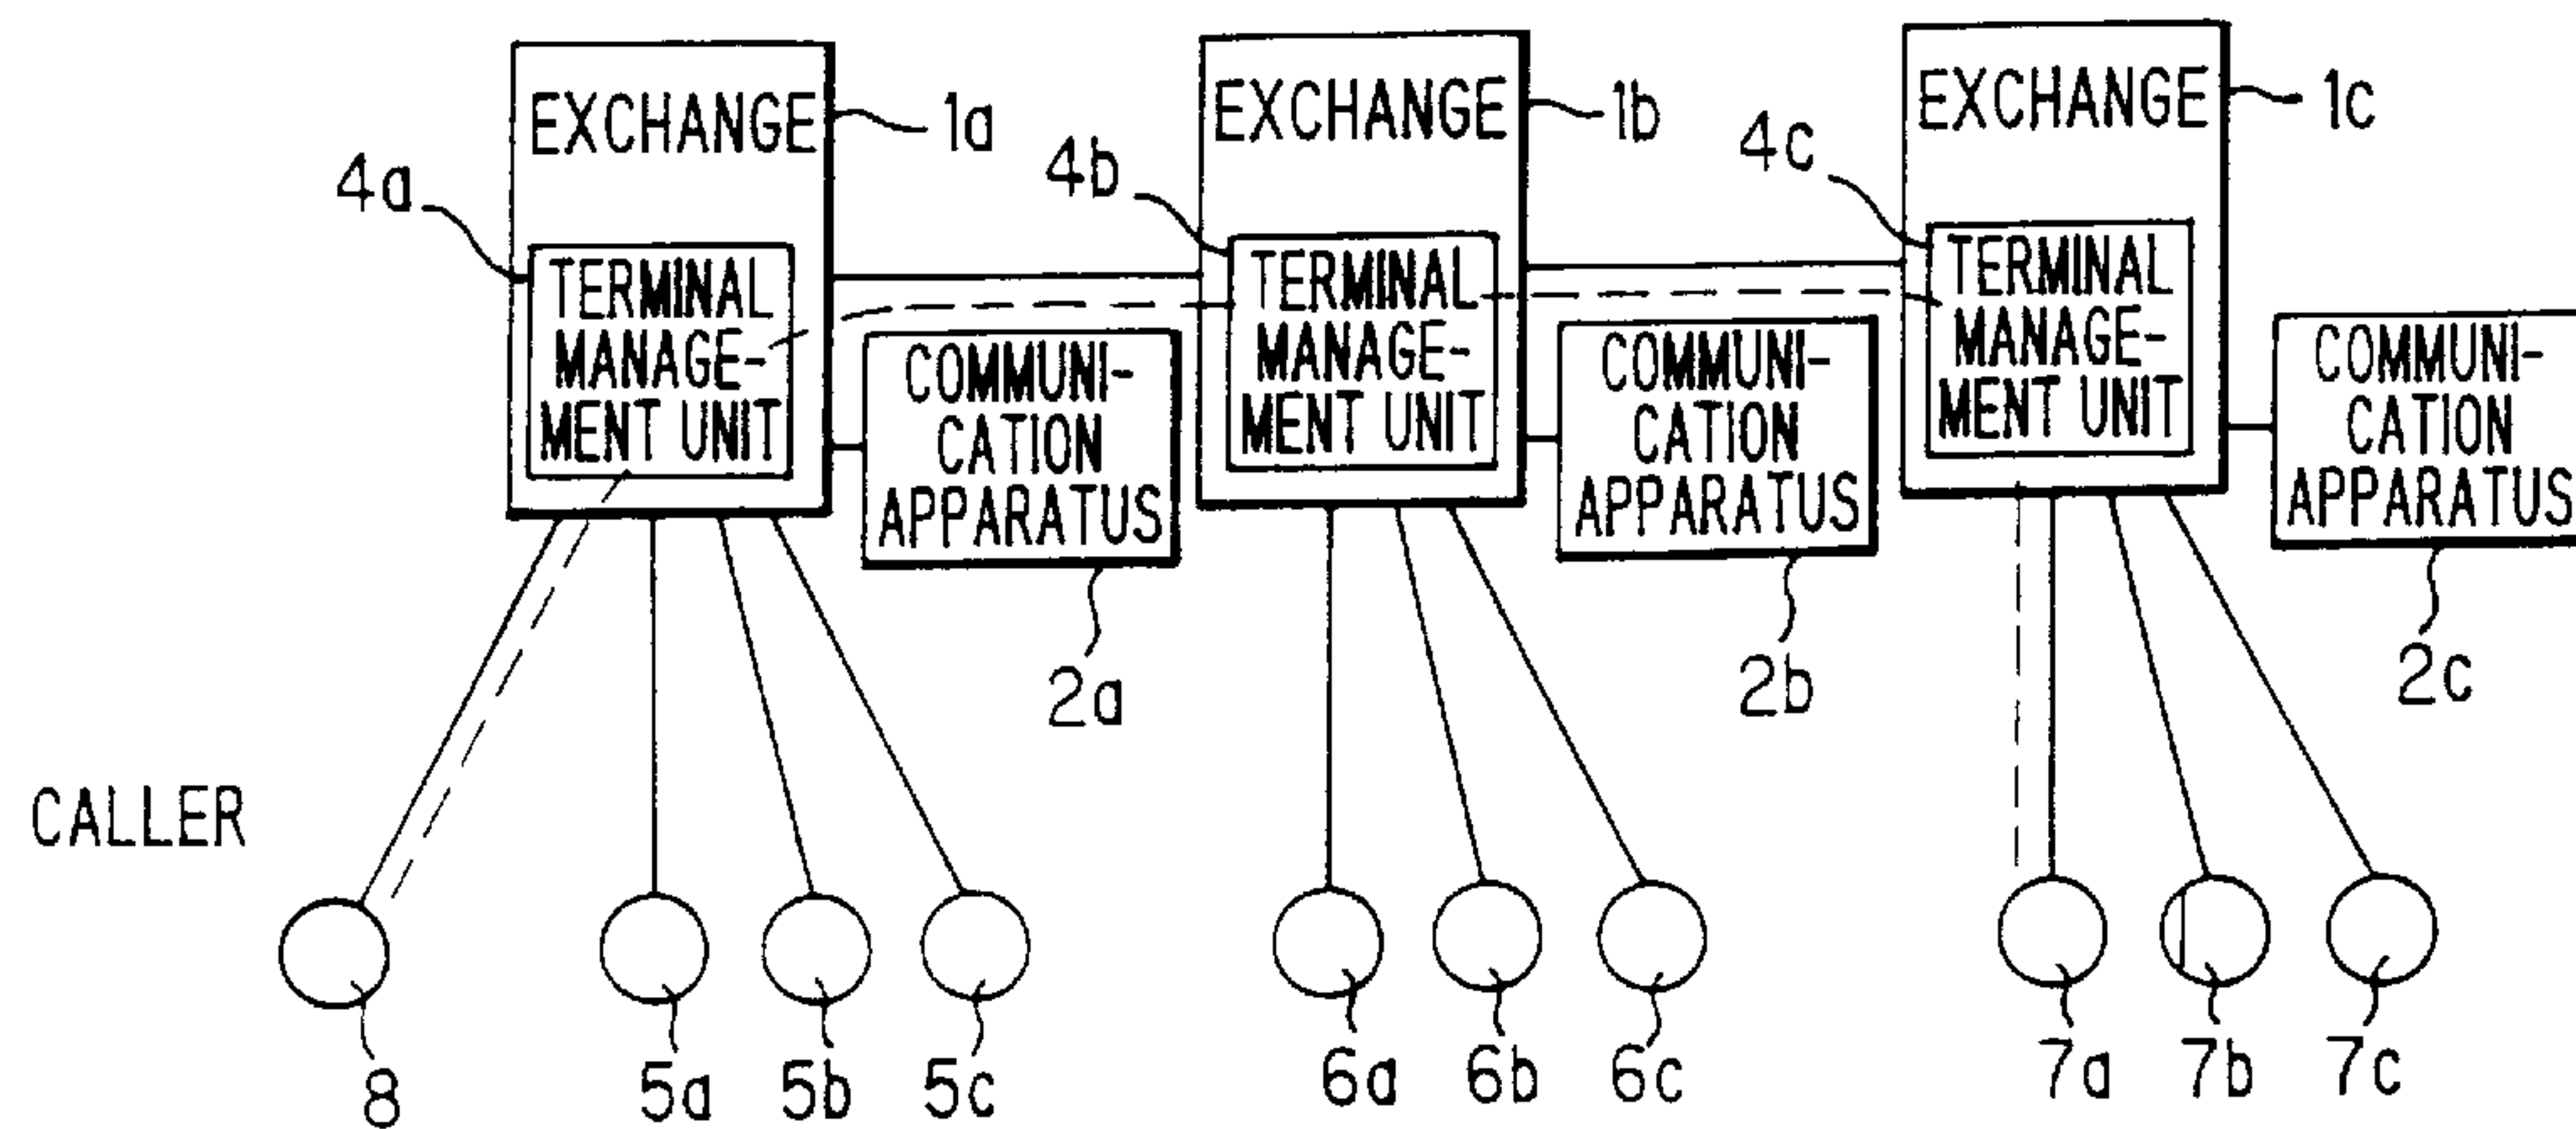 EXCHANGE
1a
EXCHANGE
1b
EXCHANGE
1c
4a
4b
4c
TERMINAL
MANAGE-
MENT UNIT
TERMINAL
MANAGE-
MENT UNIT
TERMINAL
MANAGE-
MENT UNIT
COMMUNI-
CATION
APPARATUS
COMMUNI-
CATION
APPARATUS
COMMUNI-
CATION
APPARATUS
2a
2b
2c
CALLER
8
5a
5b
5c
6a
6b
6c
7a
7b
7c